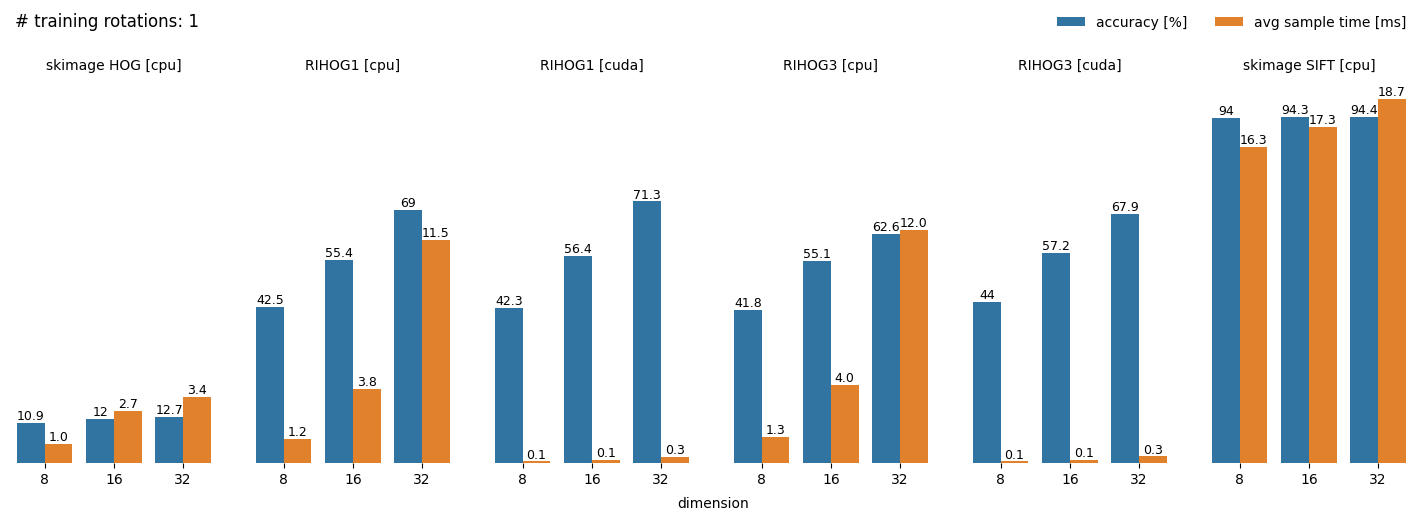 # training rotations: 1
accuracy [%] avg sample time [ms]
skimage HOG [cpu]
10.9 1.0 12 2.7 12.7 3.4
8 16 32
RIHOG1 [cpu]
42.5 1.2 55.4 3.8 69 11.5
8 16 32
RIHOG1 [cuda]
42.3 0.1 56.4 0.1 71.3 0.3
8 16 32
RIHOG3 [cpu]
41.8 1.3 55.1 4.0 62.6 12.0
8 16 32
RIHOG3 [cuda]
44 0.1 57.2 0.1 67.9 0.3
8 16 32
skimage SIFT [cpu]
94 16.3 94.3 17.3 94.4 18.7
8 16 32
dimension